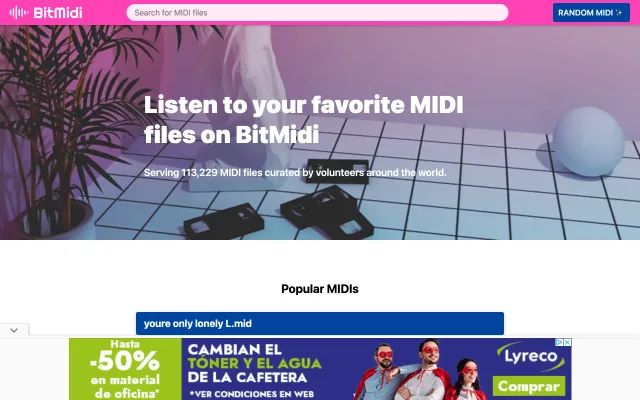 BitMidi
Search for MIDI files
RANDOM MIDI ✨
Listen to your favorite MIDI
files on BitMidi
Serving 113,229 MIDI files curated by volunteers around the world.
Popular MIDIs
youre only lonely L.mid
Hasta
-50%
en material
de oficina*
CAMBIAN EL
TÓNER Y EL AGUA
DE LA CAFETERA
*VER CONDICIONES EN WEB
Lyreco
Comprar